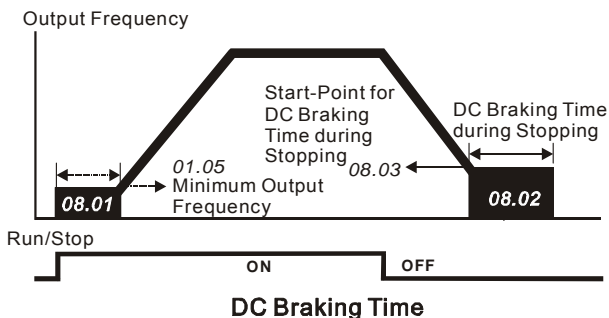 Output Frequency
Start-Point for
DC Braking
Time during
Stopping
08.03
DC Braking Time
during Stopping
01.05
Minimum Output
Frequency
08.01
08.02
Run/Stop
ON
OFF
DC Braking Time